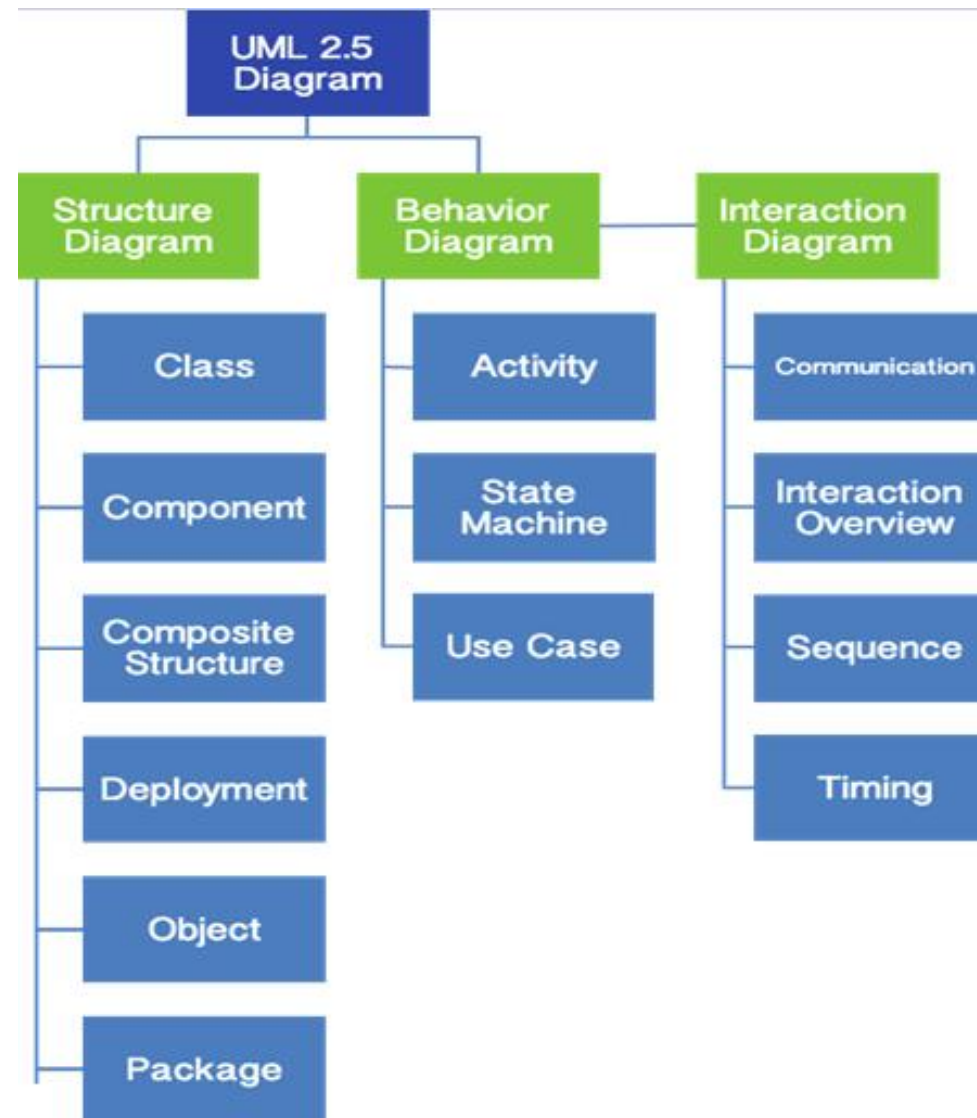 UML 2.5
Diagram
Structure
Diagram
Behavior
Diagram
Interaction
Diagram
Class
Component
Composite
Structure
Deployment
Object
Package
Activity
State
Machine
Use Case
Communication
Interaction
Overview
Sequence
Timing